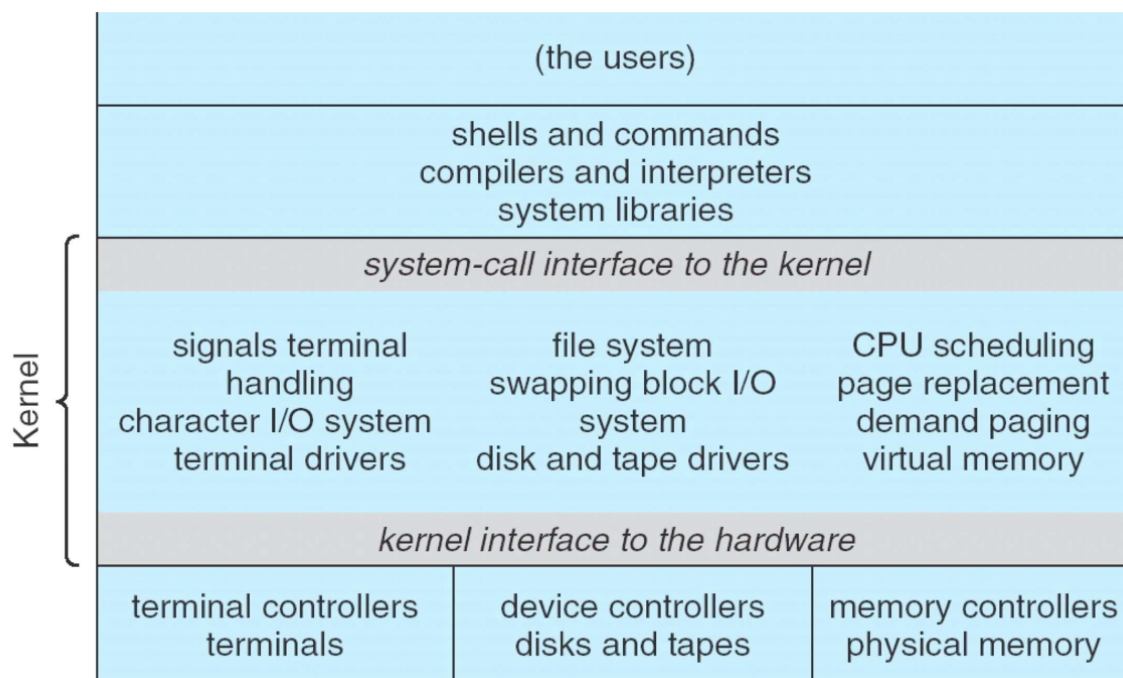 (the users)
shells and commands
compilers and interpreters
system libraries
Kernel
system-call interface to the kernel
signals terminal
handling
character I/O system
terminal drivers
file system
swapping block I/O
system
disk and tape drivers
CPU scheduling
page replacement
demand paging
virtual memory
kernel interface to the hardware
terminal controllers
terminals
device controllers
disks and tapes
memory controllers
physical memory